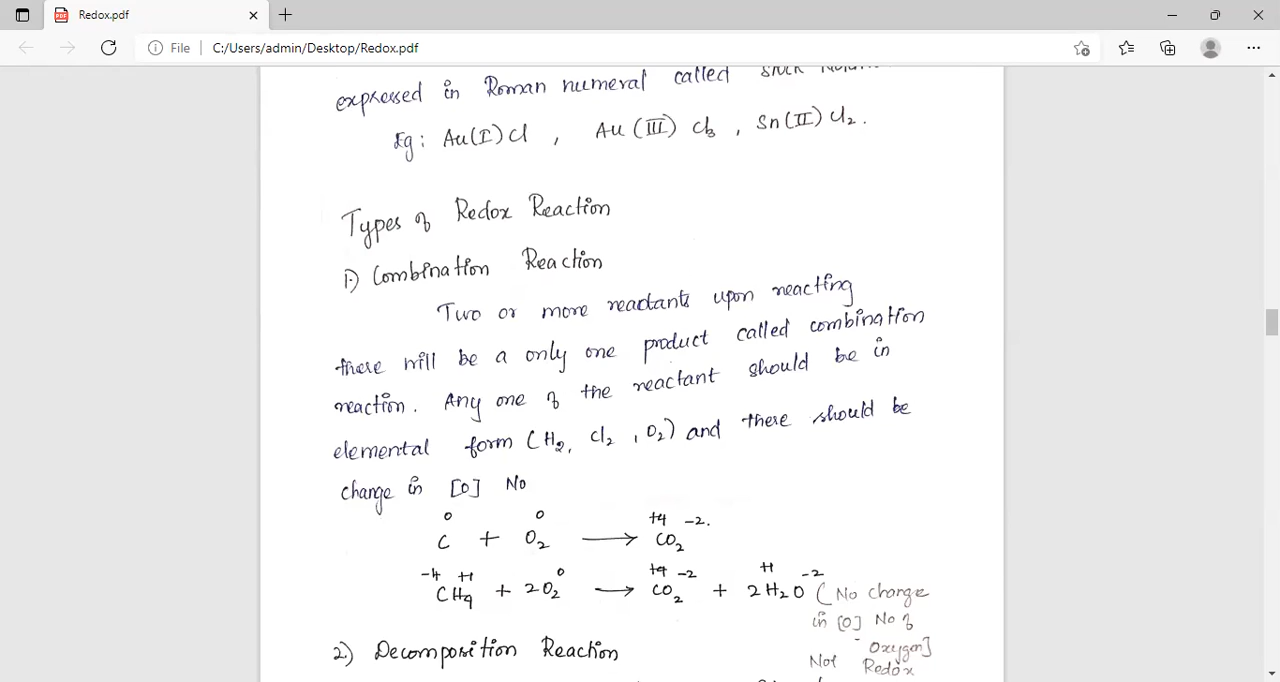 Redox.pdf
File C:/Users/admin/Desktop/Redox.pdf
expressed in Roman numeral called
Eg: Au(I)Cl , Au (III) Cl₃ , Sn(II) Cl₂.
Types of Redox Reaction
1) Combination Reaction
Two or more reactants upon reacting
there will be a only one product called combination
reaction. Any one of the reactant should be in
elemental form (H₂, Cl₂ , O₂) and there should be
change in [O] No
0 0 +4 -2.
C + O₂ → CO₂
-4 +1 0 +4 -2 +1 -2
CH₄ + 2O₂ → CO₂ + 2H₂O ( No change
in [O] No of
- Oxygen]
Not Redox
2) Decomposition Reaction